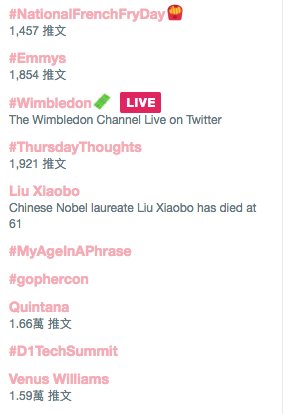 #NationalFrenchFryDay
1,457 推文
#Emmys
1,854 推文
#Wimbledon LIVE
The Wimbledon Channel Live on Twitter
#ThursdayThoughts
1,921 推文
Liu Xiaobo
Chinese Nobel laureate Liu Xiaobo has died at
61
#MyAgeInAPhrase
#gophercon
Quintana
1.66萬 推文
#D1TechSummit
Venus Williams
1.59萬 推文